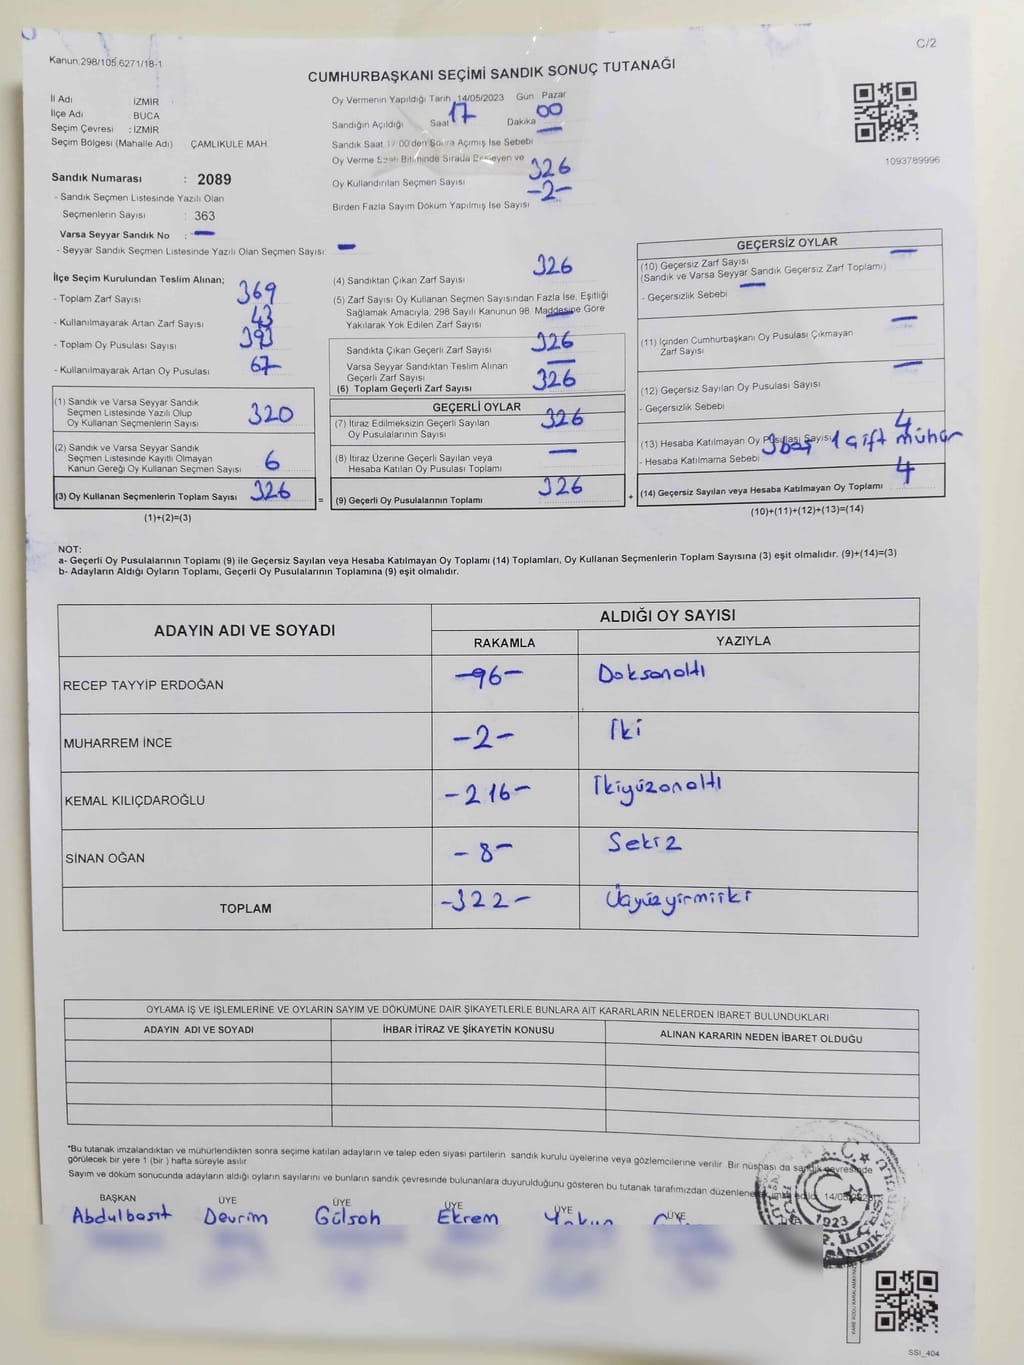 C/2
Kanun.298/105.6271/18-1
CUMHURBAŞKANI SEÇİMİ SANDIK SONUÇ TUTANAĞI
İl Adı : İZMİR
İlçe Adı BUCA
Seçim Çevresi : İZMİR
Seçim Bölgesi (Mahalle Adı) ÇAMLIKULE MAH.
Sandık Numarası : 2089
- Sandık Seçmen Listesinde Yazılı Olan
Seçmenlerin Sayısı : 363
Varsa Seyyar Sandık No : —
- Seyyar Sandık Seçmen Listesinde Yazılı Olan Seçmen Sayısı: —
Oy Vermenin Yapıldığı Tarih 14/05/2023 Gün Pazar
Sandığın Açıldığı Saat 17 Dakika 00
Sandık Saat 17:00'den Sonra Açımış İse Sebebi —
Oy Verme Saati Bitiminde Sırada Bekleyen ve
Oy Kullandırılan Seçmen Sayısı 326
Birden Fazla Sayım Döküm Yapılmış İse Sayısı -2-
1093789996
İlçe Seçim Kurulundan Teslim Alınan;
- Toplam Zarf Sayısı 369
- Kullanılmayarak Artan Zarf Sayısı 43
- Toplam Oy Pusulası Sayısı 393
- Kullanılmayarak Artan Oy Pusulası 67
(1) Sandık ve Varsa Seyyar Sandık
Seçmen Listesinde Yazılı Olup
Oy Kullanan Seçmenlerin Sayısı 320
(2) Sandık ve Varsa Seyyar Sandık
Seçmen Listesinde Kayıtlı Olmayan
Kanun Gereği Oy Kullanan Seçmen Sayısı 6
(3) Oy Kullanan Seçmenlerin Toplam Sayısı 326
(1)+(2)=(3)
(4) Sandıktan Çıkan Zarf Sayısı 326
(5) Zarf Sayısı Oy Kullanan Seçmen Sayısından Fazla İse, Eşitliği
Sağlamak Amacıyla, 298 Sayılı Kanunun 98. Maddesine Göre
Yakılarak Yok Edilen Zarf Sayısı —
Sandıkta Çıkan Geçerli Zarf Sayısı 326
Varsa Seyyar Sandıktan Teslim Alınan
Geçerli Zarf Sayısı —
(6) Toplam Geçerli Zarf Sayısı 326
GEÇERLİ OYLAR
(7) İtiraz Edilmeksizin Geçerli Sayılan
Oy Pusulalarının Sayısı 326
(8) İtiraz Üzerine Geçerli Sayılan veya
Hesaba Katılan Oy Pusulası Toplamı —
= (9) Geçerli Oy Pusulalarının Toplamı 326
GEÇERSİZ OYLAR
(10) Geçersiz Zarf Sayısı —
(Sandık ve Varsa Seyyar Sandık Geçersiz Zarf Toplamı)
- Geçersizlik Sebebi —
(11) İçinden Cumhurbaşkanı Oy Pusulası Çıkmayan
Zarf Sayısı —
(12) Geçersiz Sayılan Oy Pusulası Sayısı —
- Geçersizlik Sebebi
(13) Hesaba Katılmayan Oy Pusulası Sayısı 4
- Hesaba Katılmama Sebebi 3 boş 1 Çift mühür
+ (14) Geçersiz Sayılan veya Hesaba Katılmayan Oy Toplamı 4
(10)+(11)+(12)+(13)=(14)
NOT:
a- Geçerli Oy Pusulalarının Toplamı (9) ile Geçersiz Sayılan veya Hesaba Katılmayan Oy Toplamı (14) Toplamları, Oy Kullanan Seçmenlerin Toplam Sayısına (3) eşit olmalıdır. (9)+(14)=(3)
b- Adayların Aldığı Oyların Toplamı, Geçerli Oy Pusulalarının Toplamına (9) eşit olmalıdır.
ADAYIN ADI VE SOYADI
ALDIĞI OY SAYISI
RAKAMLA YAZIYLA
RECEP TAYYİP ERDOĞAN -96- Doksanaltı
MUHARREM İNCE -2- İki
KEMAL KILIÇDAROĞLU -216- İkiyüzonaltı
SİNAN OĞAN -8- Sekiz
TOPLAM -322- Üçyüzyirmiiki
OYLAMA İŞ VE İŞLEMLERİNE VE OYLARIN SAYIM VE DÖKÜMÜNE DAİR ŞİKAYETLERLE BUNLARA AİT KARARLARIN NELERDEN İBARET BULUNDUKLARI
ADAYIN ADI VE SOYADI İHBAR İTİRAZ VE ŞİKAYETİN KONUSU ALINAN KARARIN NEDEN İBARET OLDUĞU
*Bu tutanak imzalandıktan ve mühürlendikten sonra seçime katılan adayların ve talep eden siyasi partilerin sandık kurulu üyelerine veya gözlemcilerine verilir. Bir nüshası da sandık çevresinde
görülecek bir yere 1 (bir ) hafta süreyle asılır
Sayım ve döküm sonucunda adayların aldığı oyların sayılarını ve bunların sandık çevresinde bulunanlara duyurulduğunu gösteren bu tutanak tarafımızdan düzenlenerek imza edildi. 14/05/2023
BAŞKAN ÜYE ÜYE ÜYE ÜYE ÜYE
Abdulbasit Devrim Gülşah Ekrem Yakup
T.C.
1923
SSI_404